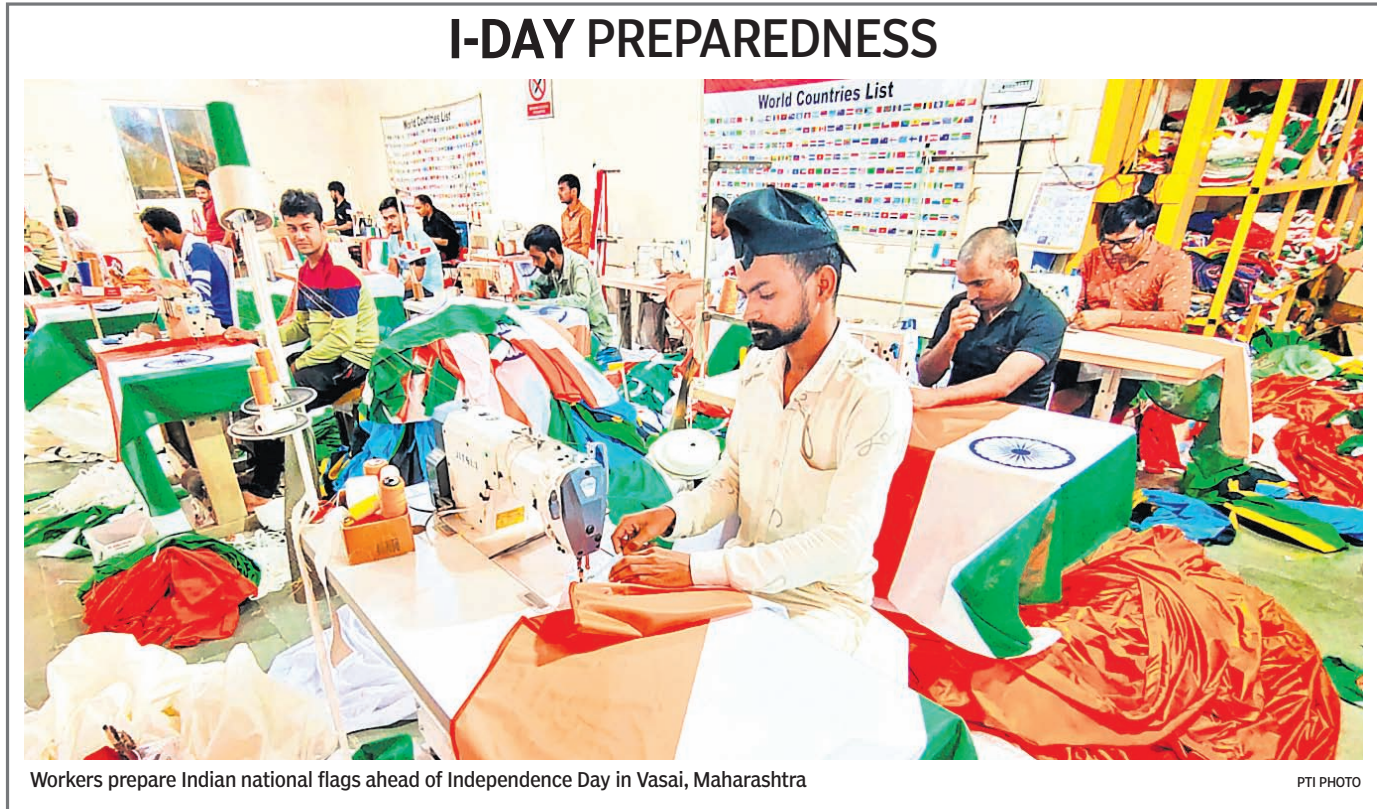 I-DAY PREPAREDNESS
World Countries List
World Countries List
Workers prepare Indian national flags ahead of Independence Day in Vasai, Maharashtra
PTI PHOTO